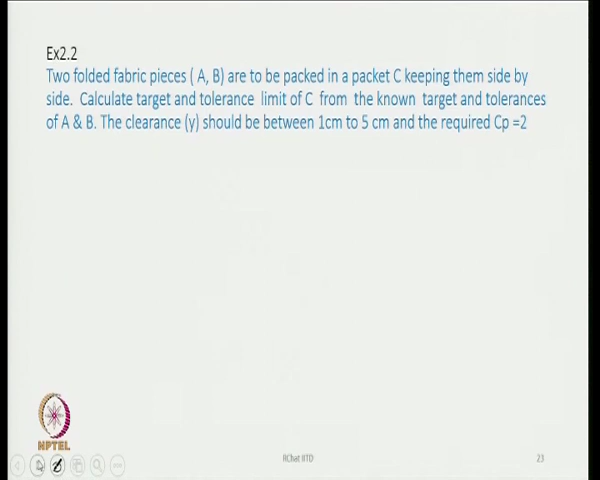 Ex2.2
Two folded fabric pieces ( A, B) are to be packed in a packet C keeping them side by
side. Calculate target and tolerance limit of C from the known target and tolerances
of A & B. The clearance (y) should be between 1cm to 5 cm and the required Cp =2
NPTEL
RChat IITD
23